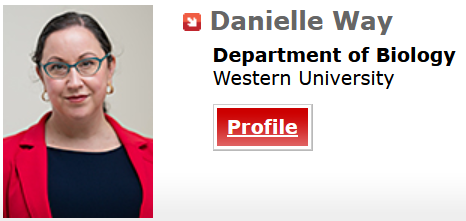 Danielle Way
Department of Biology
Western University
Profile